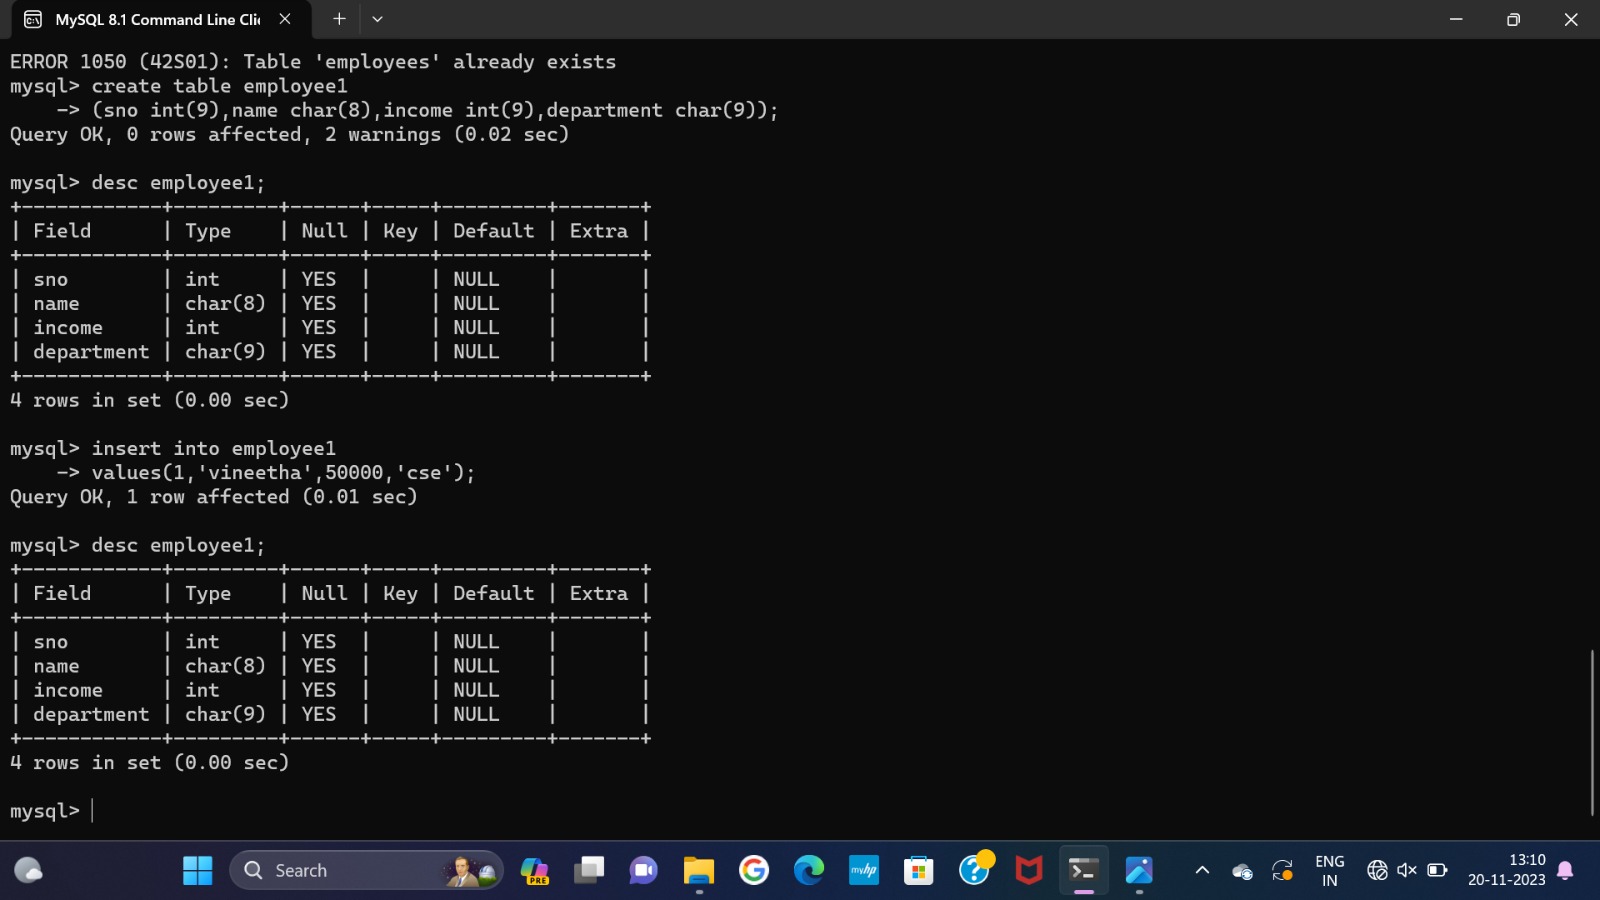 MySQL 8.1 Command Line Clie
ERROR 1050 (42S01): Table 'employees' already exists
mysql> create table employee1
    -> (sno int(9),name char(8),income int(9),department char(9));
Query OK, 0 rows affected, 2 warnings (0.02 sec)

mysql> desc employee1;
+------------+---------+------+-----+---------+-------+
| Field      | Type    | Null | Key | Default | Extra |
+------------+---------+------+-----+---------+-------+
| sno        | int     | YES  |     | NULL    |       |
| name       | char(8) | YES  |     | NULL    |       |
| income     | int     | YES  |     | NULL    |       |
| department | char(9) | YES  |     | NULL    |       |
+------------+---------+------+-----+---------+-------+
4 rows in set (0.00 sec)

mysql> insert into employee1
    -> values(1,'vineetha',50000,'cse');
Query OK, 1 row affected (0.01 sec)

mysql> desc employee1;
+------------+---------+------+-----+---------+-------+
| Field      | Type    | Null | Key | Default | Extra |
+------------+---------+------+-----+---------+-------+
| sno        | int     | YES  |     | NULL    |       |
| name       | char(8) | YES  |     | NULL    |       |
| income     | int     | YES  |     | NULL    |       |
| department | char(9) | YES  |     | NULL    |       |
+------------+---------+------+-----+---------+-------+
4 rows in set (0.00 sec)

mysql>
Search
PRE
myhp
ENG
IN
13:10
20-11-2023